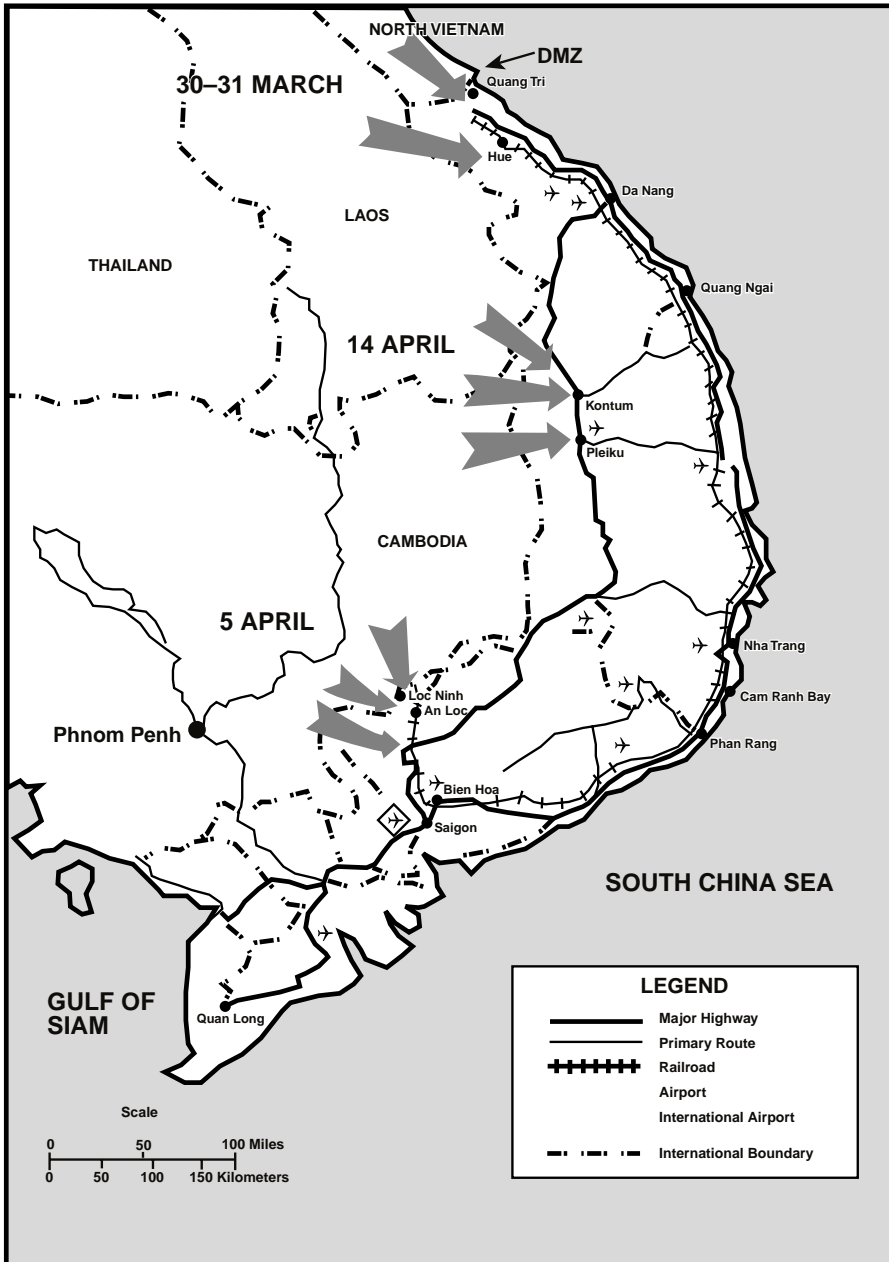 NORTH VIETNAM
DMZ
30–31 MARCH
Quang Tri
Hue
Da Nang
LAOS
THAILAND
Quang Ngai
14 APRIL
Kontum
Pleiku
CAMBODIA
5 APRIL
Nha Trang
Loc Ninh
Cam Ranh Bay
An Loc
Phnom Penh
Phan Rang
Bien Hoa
Saigon
SOUTH CHINA SEA
GULF OF
SIAM
Quan Long
LEGEND
Major Highway
Primary Route
Railroad
Airport
International Airport
International Boundary
Scale
0 50 100 Miles
0 50 100 150 Kilometers